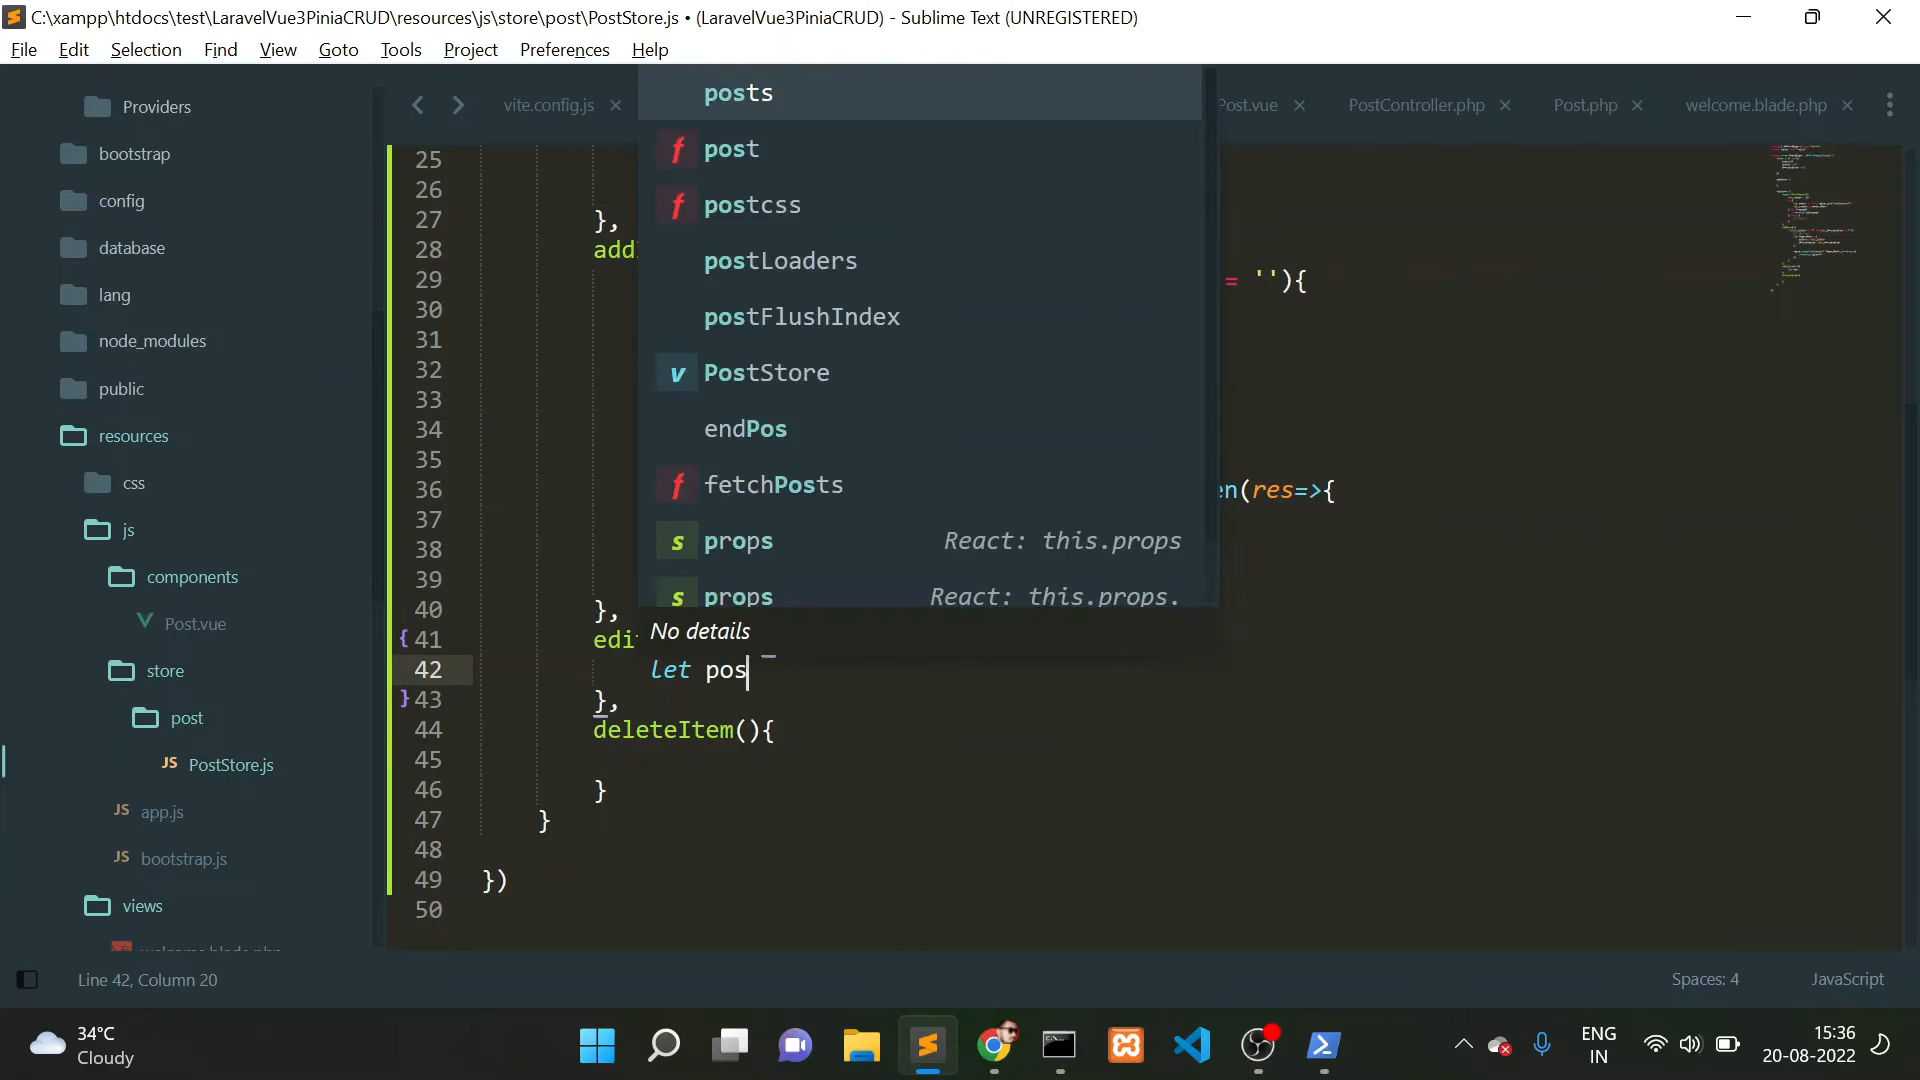 C:\xampp\htdocs\test\LaravelVue3PiniaCRUD\resources\js\store\post\PostStore.js • (LaravelVue3PiniaCRUD) - Sublime Text (UNREGISTERED)
File Edit Selection Find View Goto Tools Project Preferences Help
Providers
bootstrap
config
database
lang
node_modules
public
resources
css
js
components
Post.vue
store
post
JS PostStore.js
JS app.js
JS bootstrap.js
views
vite.config.js
Post.vue
PostController.php
Post.php
welcome.blade.php
posts
f post
f postcss
postLoaders
postFlushIndex
v PostStore
endPos
f fetchPosts
s props React: this.props
s props React: this.props.
No details
25
26
27 },
28 add
29 = ''){
30
31
32
33
34
35
36 en(res=>{
37
38
39
40 },
{ 41 edi
42 let pos
} 43 },
44 deleteItem(){
45
46 }
47 }
48
49 })
50
Line 42, Column 20
Spaces: 4
JavaScript
34°C
Cloudy
ENG
IN
15:36
20-08-2022